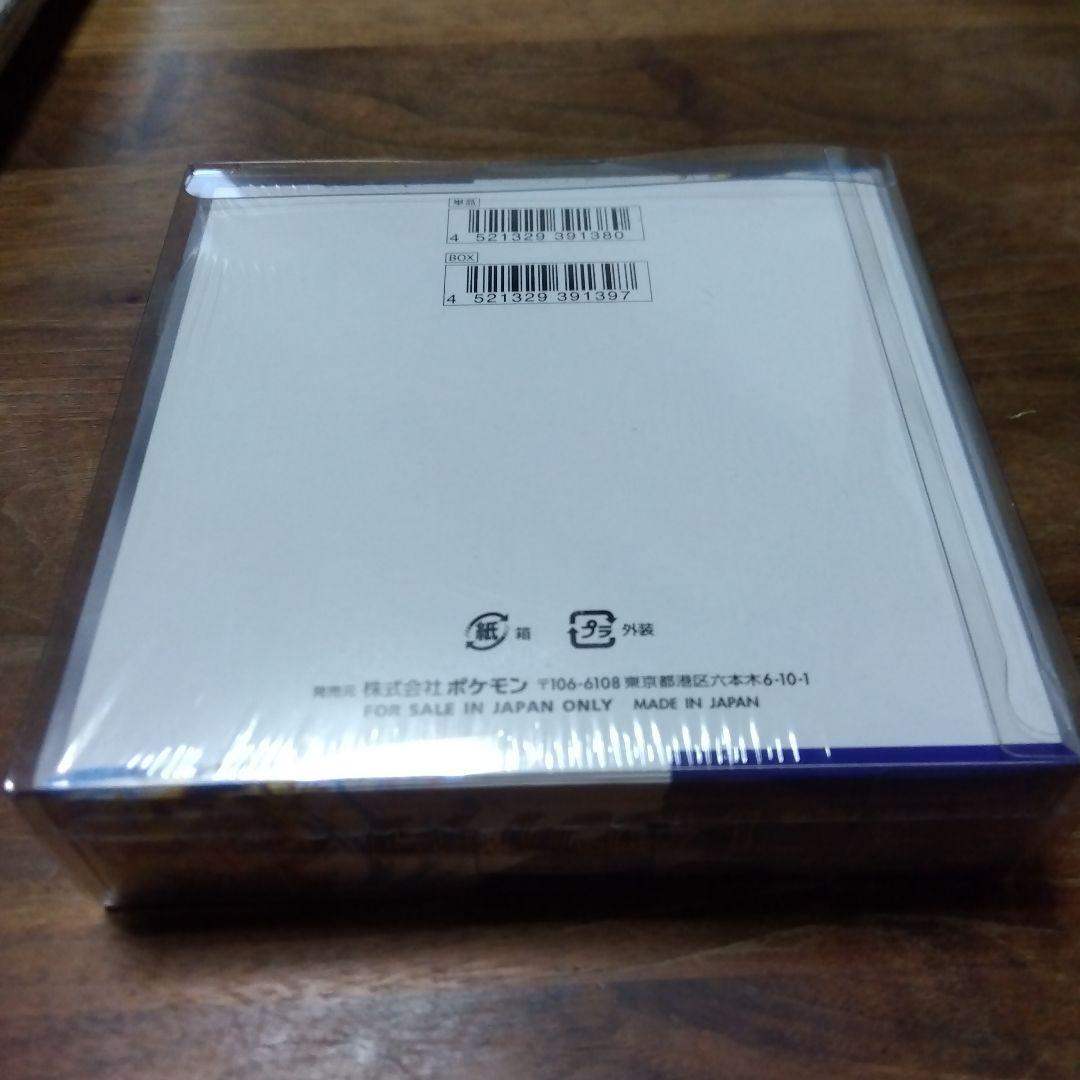 単品
4 521329 391380
BOX
4 521329 391397
紙 箱 プラ 外装
発売元 株式会社ポケモン 〒106-6108 東京都港区六本木6-10-1
FOR SALE IN JAPAN ONLY MADE IN JAPAN